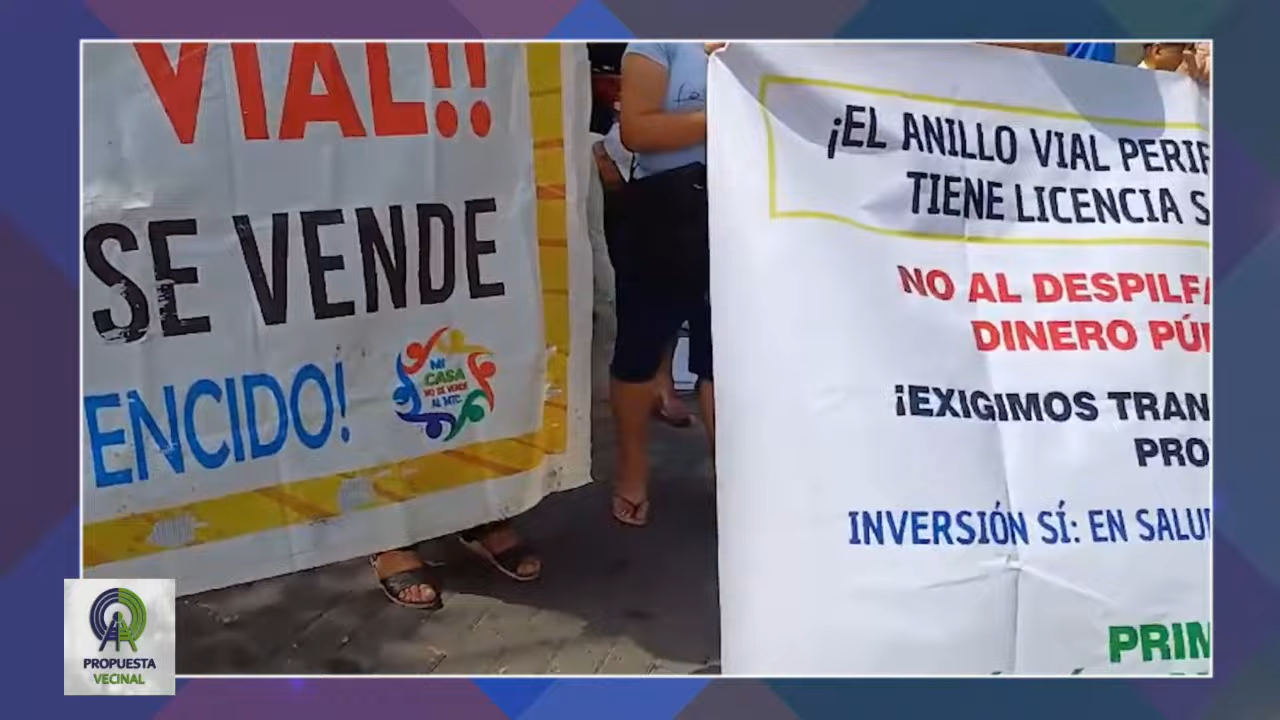 VIAL!!
SE VENDE
ENCIDO!
MI
CASA
NO SE VENDE
AL MTC.
¡EL ANILLO VIAL PERIF
TIENE LICENCIA S
NO AL DESPILFA
DINERO PÚ
¡EXIGIMOS TRAN
PRO
INVERSIÓN SÍ: EN SALU
PRIM
PROPUESTA
VECINAL